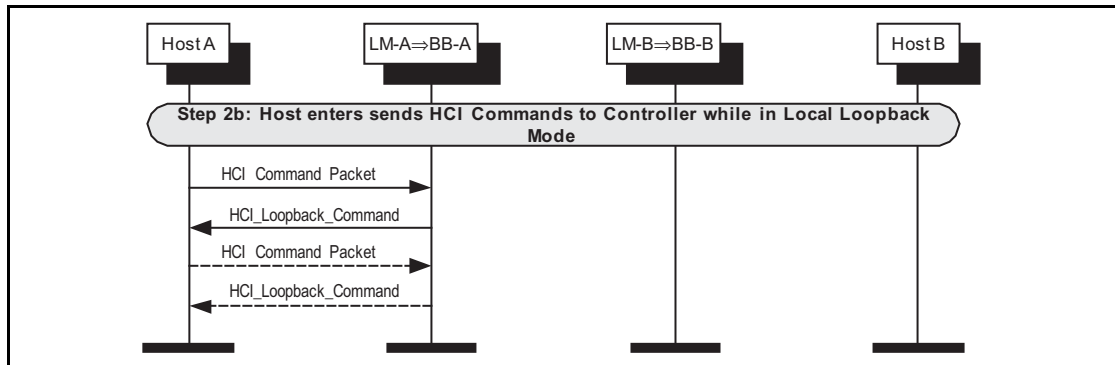 Host A
LM-A⇒BB-A
LM-B⇒BB-B
Host B
Step 2b: Host enters sends HCI Commands to Controller while in Local Loopback
Mode
HCI Command Packet
HCI_Loopback_Command
HCI Command Packet
HCI_Loopback_Command